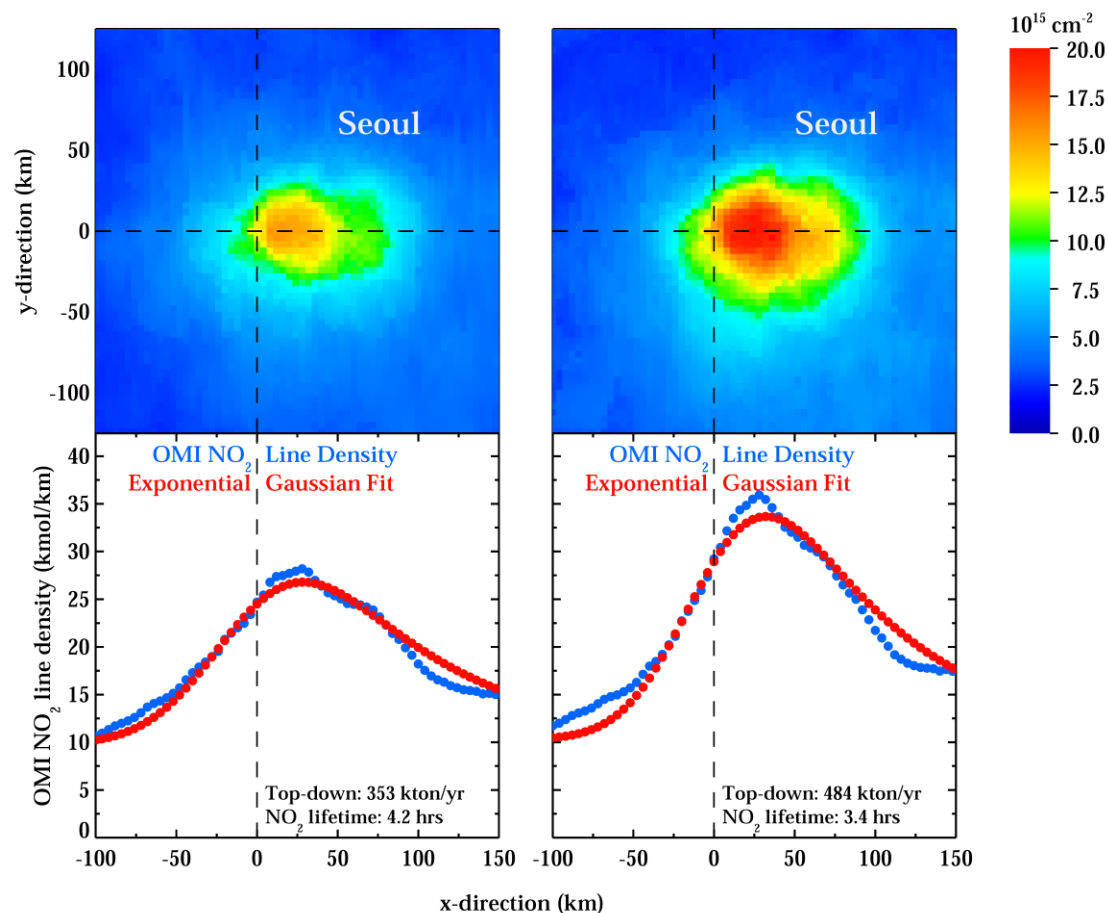 10¹⁵ cm⁻²
20.0
17.5
15.0
12.5
10.0
7.5
5.0
2.5
0.0
y-direction (km)
100
50
0
-50
-100
Seoul
Seoul
OMI NO₂ line density (kmol/km)
40
35
30
25
20
15
10
5
0
OMI NO₂ Line Density
Exponential Gaussian Fit
Top-down: 353 kton/yr
NO₂ lifetime: 4.2 hrs
-100 -50 0 50 100 150
OMI NO₂ Line Density
Exponential Gaussian Fit
Top-down: 484 kton/yr
NO₂ lifetime: 3.4 hrs
-100 -50 0 50 100 150
x-direction (km)